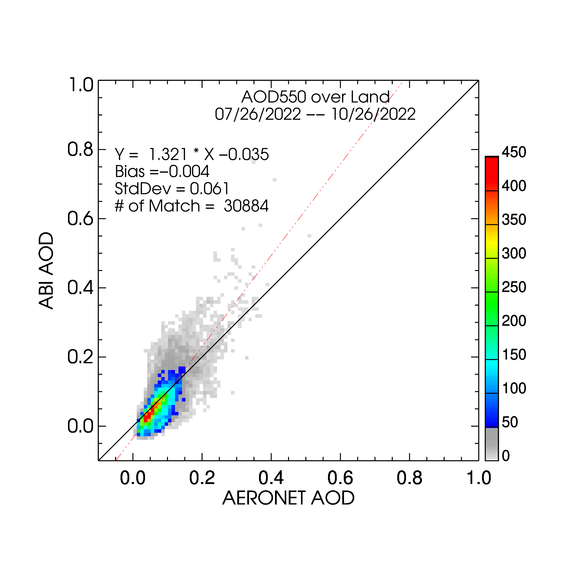 AOD550 over Land
07/26/2022 –– 10/26/2022
Y = 1.321 * X –0.035
Bias =–0.004
StdDev = 0.061
# of Match = 30884
1.0
0.8
0.6
0.4
0.2
0.0
ABI AOD
0.0 0.2 0.4 0.6 0.8 1.0
AERONET AOD
450
400
350
300
250
200
150
100
50
0